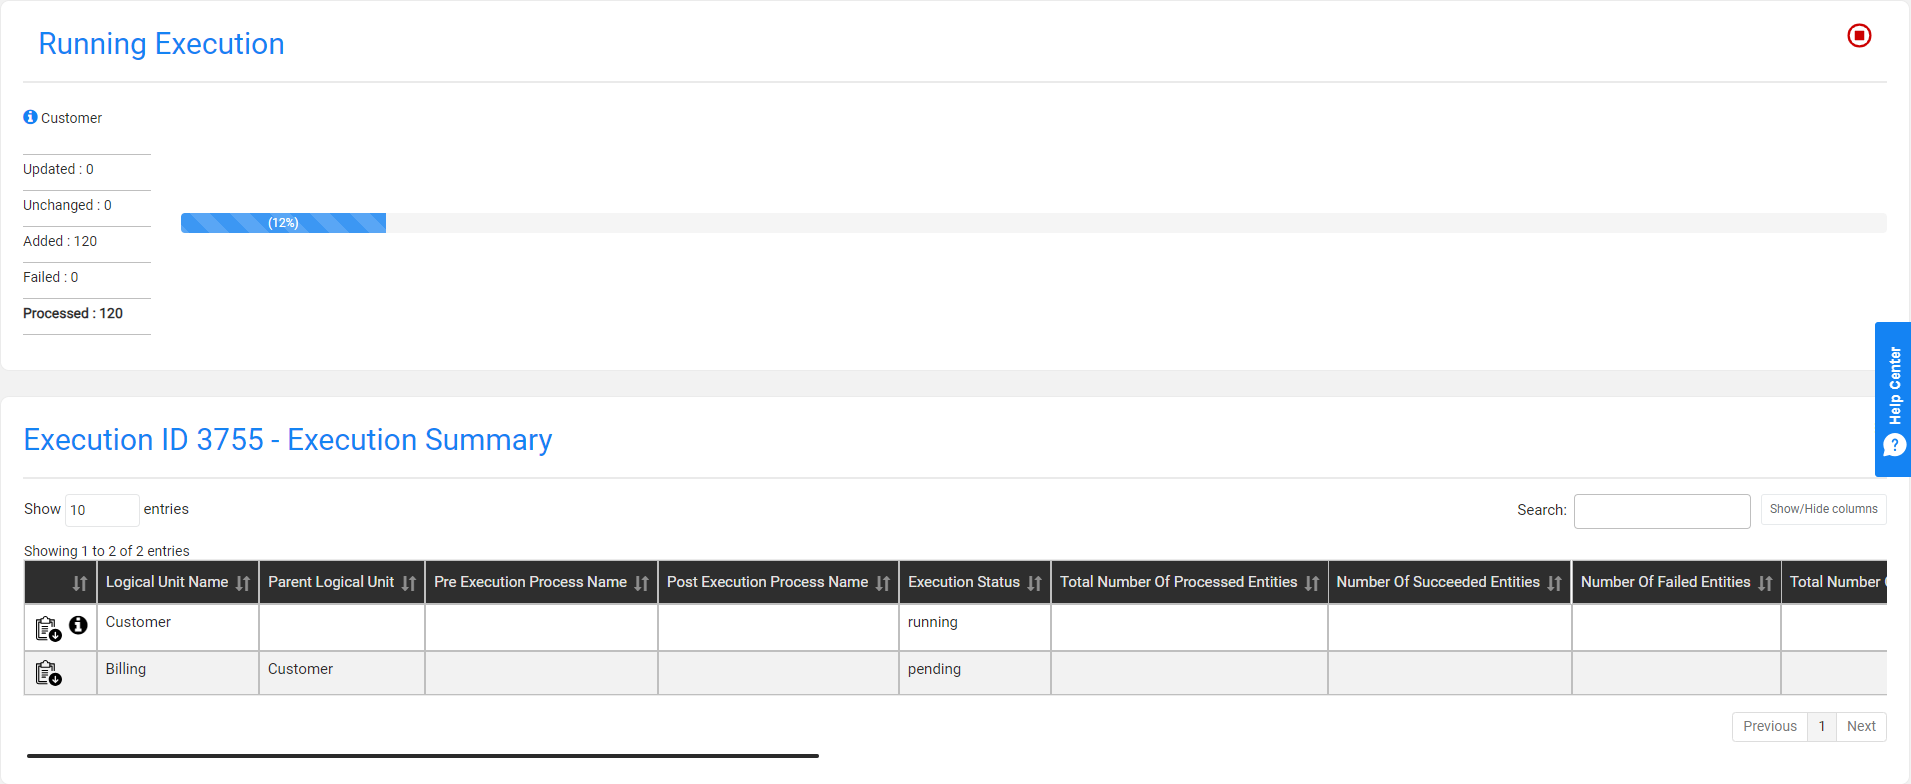 Running Execution
Customer
Updated : 0
Unchanged : 0
(12%)
Added : 120
Failed : 0
Processed : 120
Help Center
Execution ID 3755 - Execution Summary
Show 10 entries
Search:
Show/Hide columns
Showing 1 to 2 of 2 entries
Logical Unit Name Parent Logical Unit Pre Execution Process Name Post Execution Process Name Execution Status Total Number Of Processed Entities Number Of Succeeded Entities Number Of Failed Entities Total Number
Customer running
Billing Customer pending
Previous 1 Next